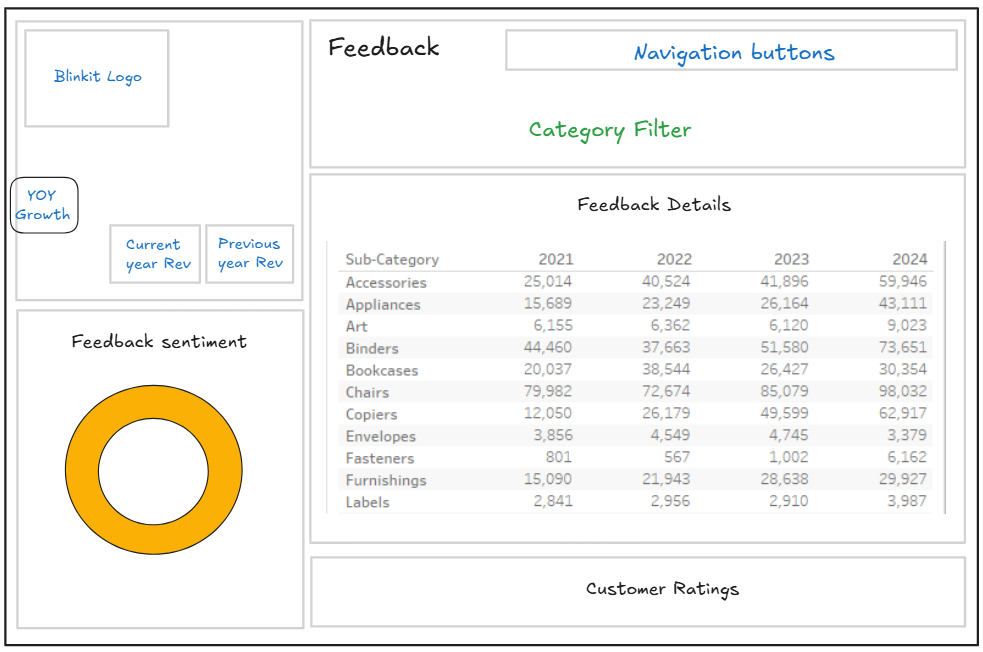 Blinkit Logo
YOY
Growth
Current
year Rev
Previous
year Rev
Feedback
Navigation buttons
Category Filter
Feedback sentiment
Feedback Details
Sub-Category 2021 2022 2023 2024
Accessories 25,014 40,524 41,896 59,946
Appliances 15,689 23,249 26,164 43,111
Art 6,155 6,362 6,120 9,023
Binders 44,460 37,663 51,580 73,651
Bookcases 20,037 38,544 26,427 30,354
Chairs 79,982 72,674 85,079 98,032
Copiers 12,050 26,179 49,599 62,917
Envelopes 3,856 4,549 4,745 3,379
Fasteners 801 567 1,002 6,162
Furnishings 15,090 21,943 28,638 29,927
Labels 2,841 2,956 2,910 3,987
Customer Ratings